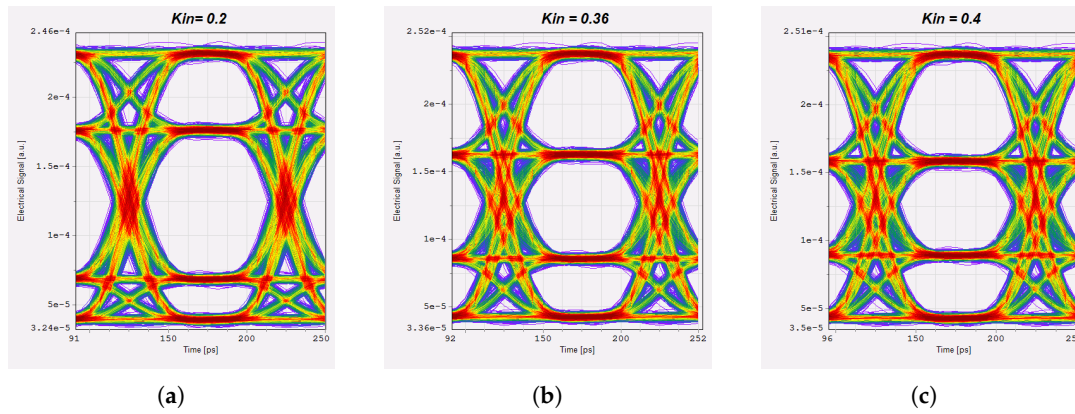 Kin= 0.2
2.46e-4
2e-4
1.5e-4
1e-4
5e-5
3.24e-5
Electrical Signal [a.u.]
91
150
200
250
Time [ps]
(a)
Kin = 0.36
2.52e-4
2e-4
1.5e-4
1e-4
5e-5
3.36e-5
Electrical Signal [a.u.]
92
150
200
252
Time [ps]
(b)
Kin = 0.4
2.51e-4
2e-4
1.5e-4
1e-4
5e-5
3.5e-5
Electrical Signal [a.u.]
96
150
200
Time [ps]
(c)